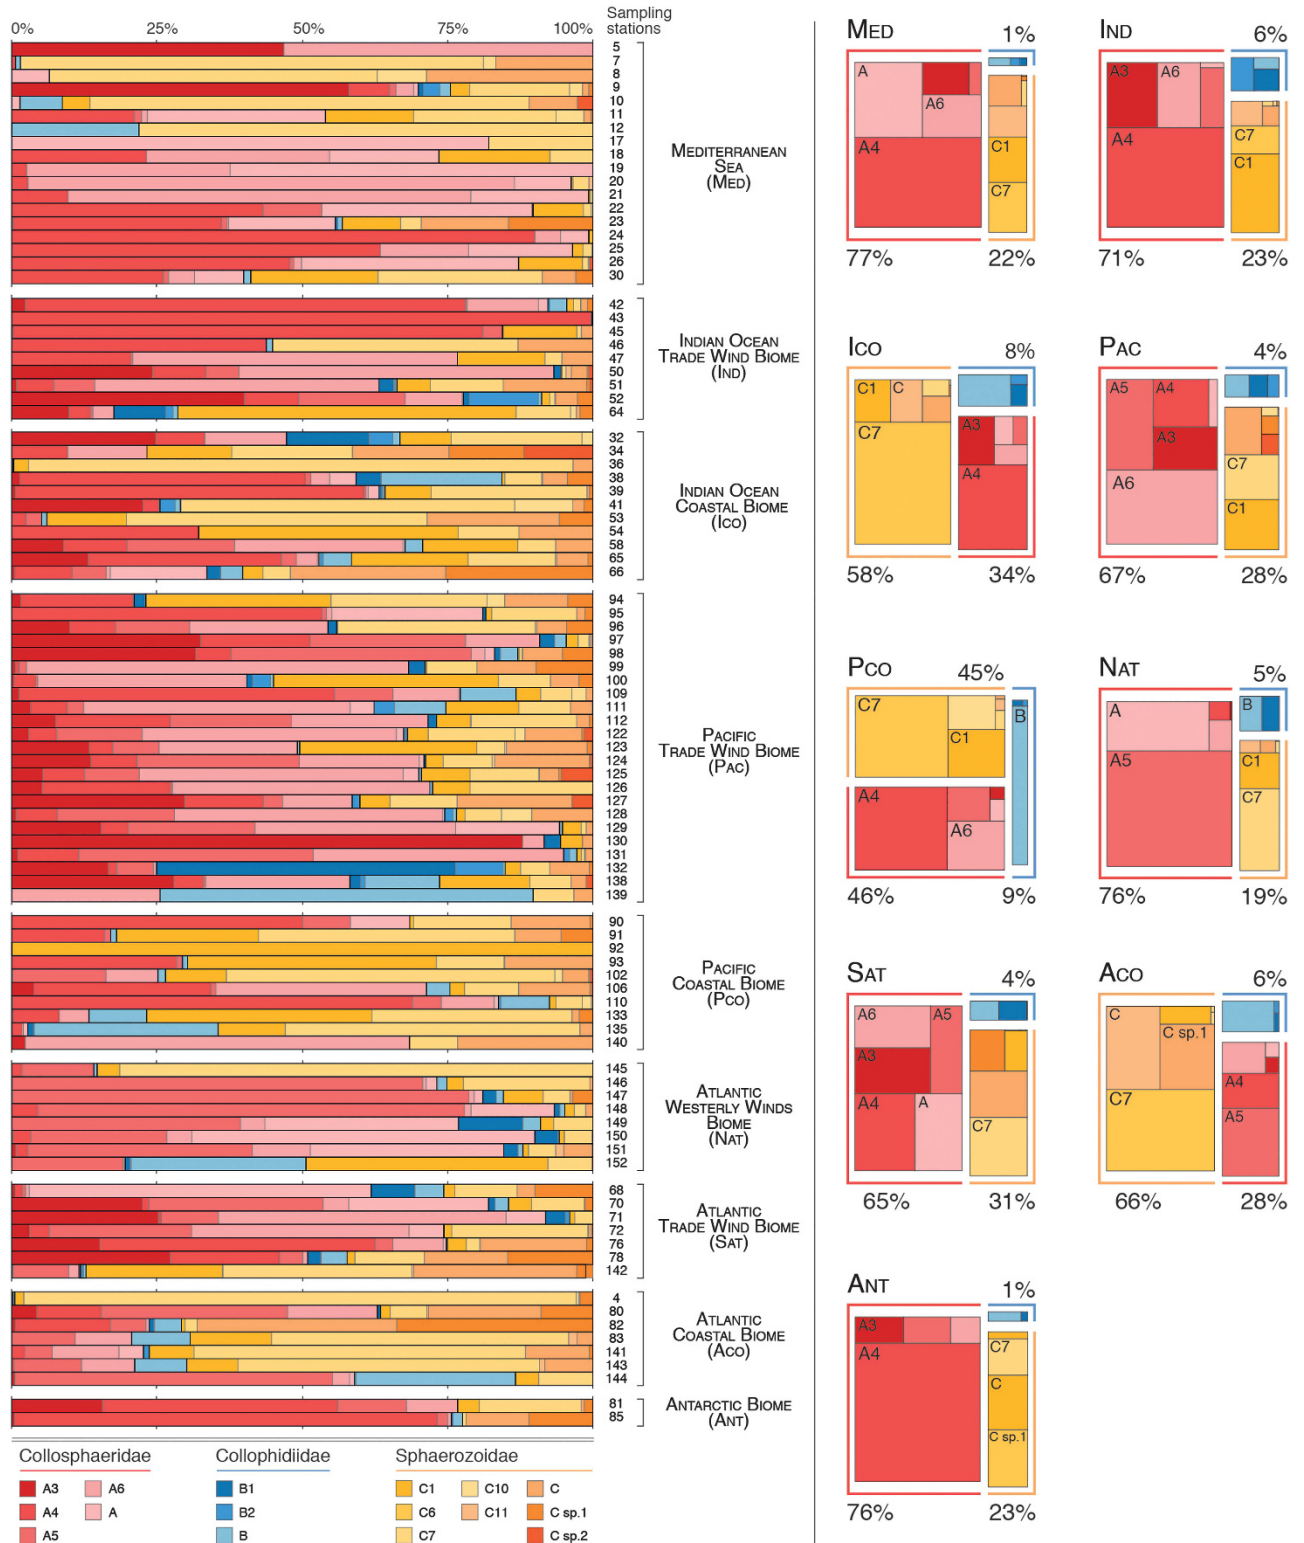 0% 25% 50% 75% 100%
Sampling
stations
5
7
8
9
10
11
12
17
18
19
20
21
22
23
24
25
26
30
Mediterranean
Sea
(Med)
42
43
45
46
47
50
51
52
64
Indian Ocean
Trade Wind Biome
(Ind)
32
34
36
38
39
41
53
54
58
65
66
Indian Ocean
Coastal Biome
(Ico)
94
95
96
97
98
99
100
109
111
112
122
123
124
125
126
127
128
129
130
131
132
138
139
Pacific
Trade Wind Biome
(Pac)
90
91
92
93
102
106
110
133
135
140
Pacific
Coastal Biome
(Pco)
145
146
147
148
149
150
151
152
Atlantic
Westerly Winds
Biome
(Nat)
68
70
71
72
76
78
142
Atlantic
Trade Wind Biome
(Sat)
4
80
82
83
141
143
144
Atlantic
Coastal Biome
(Aco)
81
85
Antarctic Biome
(Ant)
Collosphaeridae
A3 A6
A4 A
A5
Collophidiidae
B1
B2
B
Sphaerozoidae
C1 C10 C
C6 C11 C sp.1
C7 C sp.2
Med 1%
A
A6
A4
C1
C7
77% 22%
Ind 6%
A3 A6
A4
C7
C1
71% 23%
Ico 8%
C1 C
C7
A3
A4
58% 34%
Pac 4%
A5 A4
A3
A6
C7
C1
67% 28%
Pco 45%
C7
C1
B
A4
A6
46% 9%
Nat 5%
A
A5
B
C1
C7
76% 19%
Sat 4%
A6 A5
A3
A4 A
C7
65% 31%
Aco 6%
C
C sp.1
C7
A4
A5
66% 28%
Ant 1%
A3
A4
C7
C
C sp.1
76% 23%